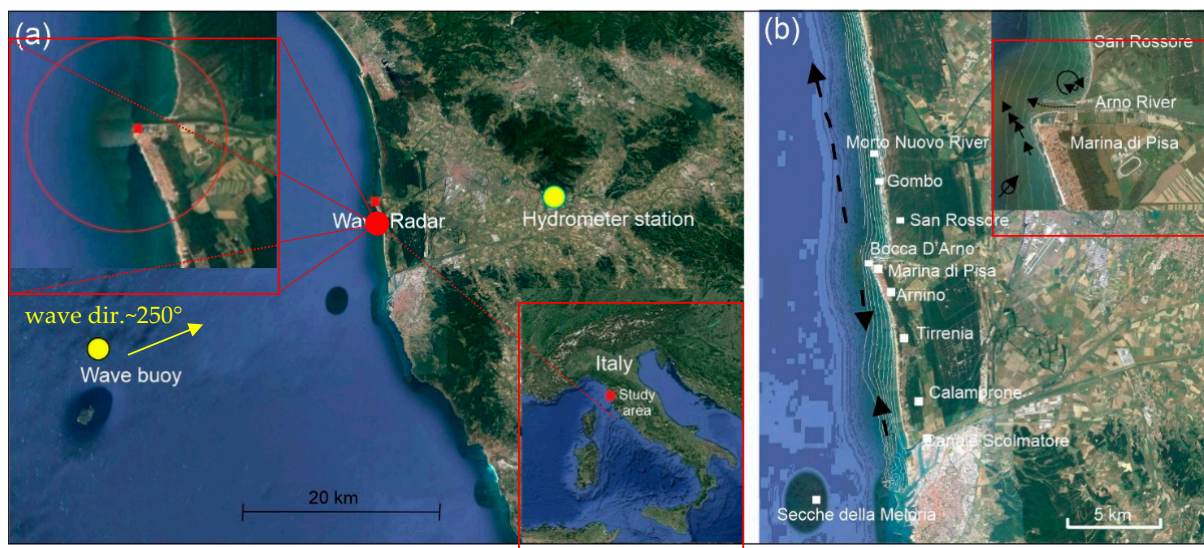 (a)
Wave Radar
Hydrometer station
wave dir.~250°
Wave buoy
20 km
Italy
Study
area
(b)
San Rossore
Arno River
Marina di Pisa
Morto Nuovo River
Gombo
San Rossore
Bocca D'Arno
Marina di Pisa
Arnino
Tirrenia
Calambrone
Canale Scolmatore
Secche della Meloria
5 km